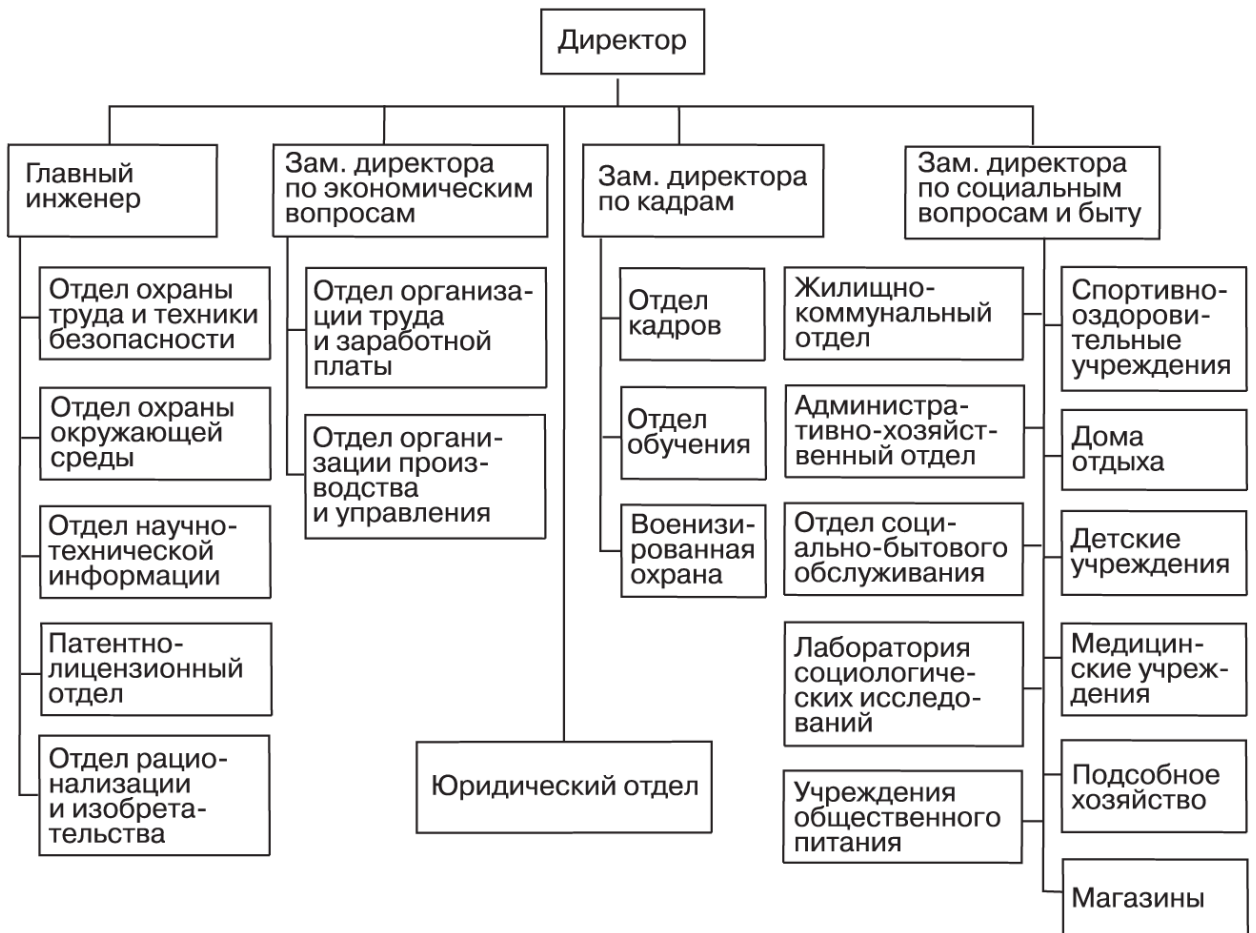 Директор
Главный
инженер
Зам. директора
по экономическим
вопросам
Зам. директора
по кадрам
Зам. директора
по социальным
вопросам и быту
Отдел охраны
труда и техники
безопасности
Отдел охраны
окружающей
среды
Отдел научно-
технической
информации
Патентно-
лицензионный
отдел
Отдел рацио-
нализации
и изобрета-
тельства
Отдел организа-
ции труда
и заработной
платы
Отдел органи-
зации произ-
водства
и управления
Юридический отдел
Отдел
кадров
Отдел
обучения
Военизи-
рованная
охрана
Жилищно-
коммунальный
отдел
Администра-
тивно-хозяйст-
венный отдел
Отдел соци-
ально-бытового
обслуживания
Лаборатория
социологиче-
ских исследо-
ваний
Учреждения
общественного
питания
Спортивно-
оздорови-
тельные
учреждения
Дома
отдыха
Детские
учреждения
Медицин-
ские учреж-
дения
Подсобное
хозяйство
Магазины